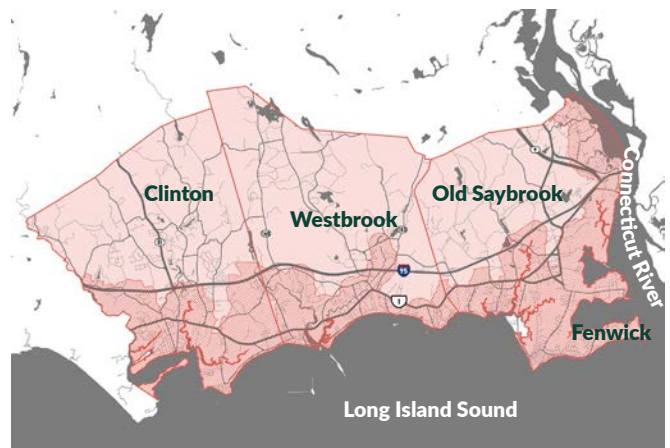 Clinton
Westbrook
Old Saybrook
Connecticut River
95
1
Fenwick
Long Island Sound